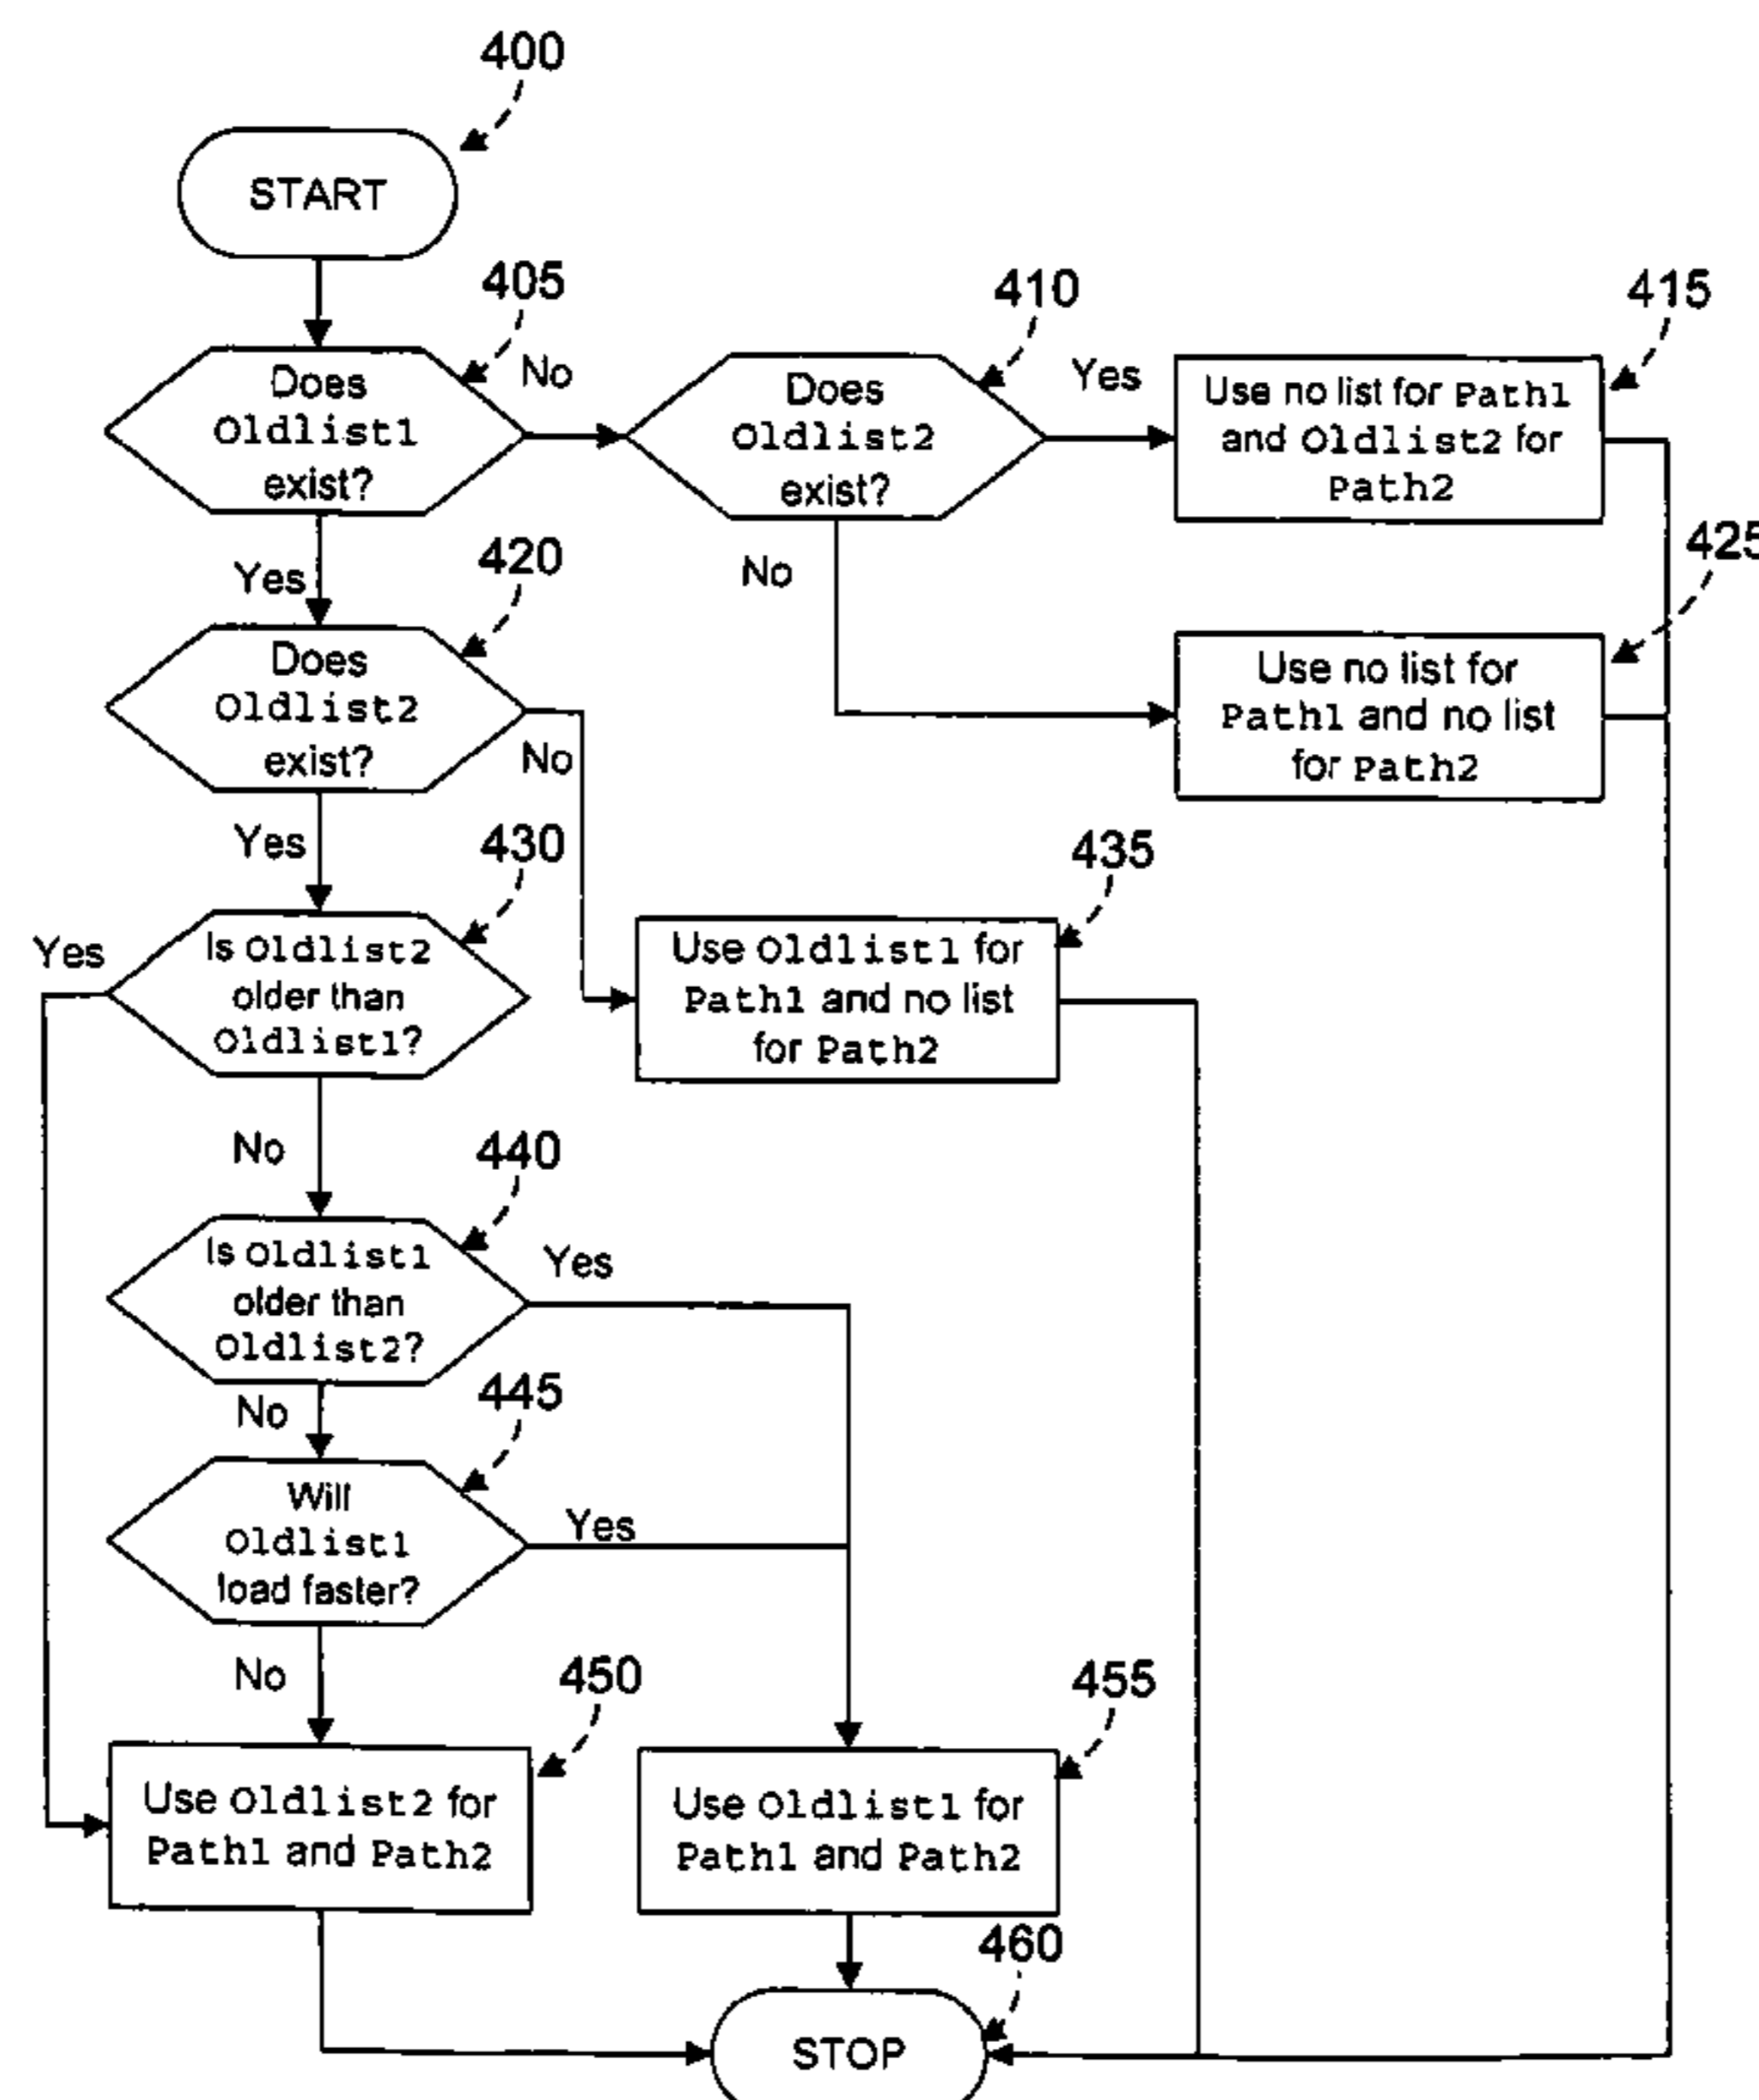 400
START
405
Does
Oldlist1
exist?
No
410
Does
Oldlist2
exist?
Yes
415
Use no list for Path1
and Oldlist2 for
Path2
Yes
420
Does
Oldlist2
exist?
No
No
425
Use no list for
Path1 and no list
for Path2
Yes
430
Is Oldlist2
older than
Oldlist1?
Yes
435
Use Oldlist1 for
Path1 and no list
for Path2
No
440
Is Oldlist1
older than
Oldlist2?
Yes
No
445
Will
Oldlist1
load faster?
Yes
No
450
Use Oldlist2 for
Path1 and Path2
455
Use Oldlist1 for
Path1 and Path2
460
STOP